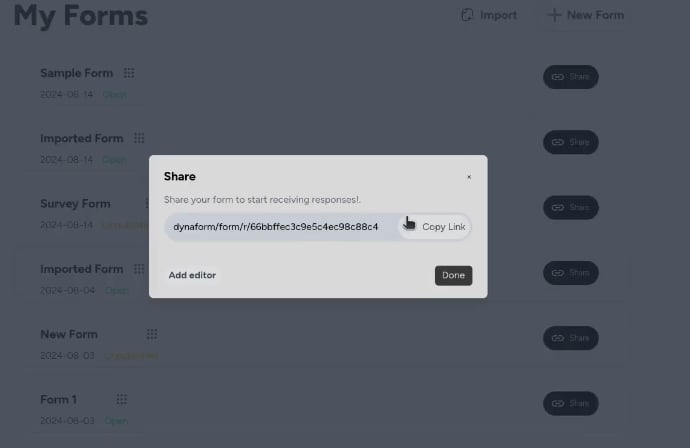 My Forms
Import
New Form
Sample Form
Share
2024-08-14 Open
Imported Form
Share
2024-08-14 Open
Survey Form
Share
2024-08-14
Share
×
Share your form to start receiving responses!.
dynaform/form/r/66bbffec3c9e5c4ec98c88c4
Copy Link
Add editor
Done
Imported Form
Share
2024-08-04 Open
New Form
Share
2024-08-03 Unpublished
Form 1
Share
2024-08-03 Open